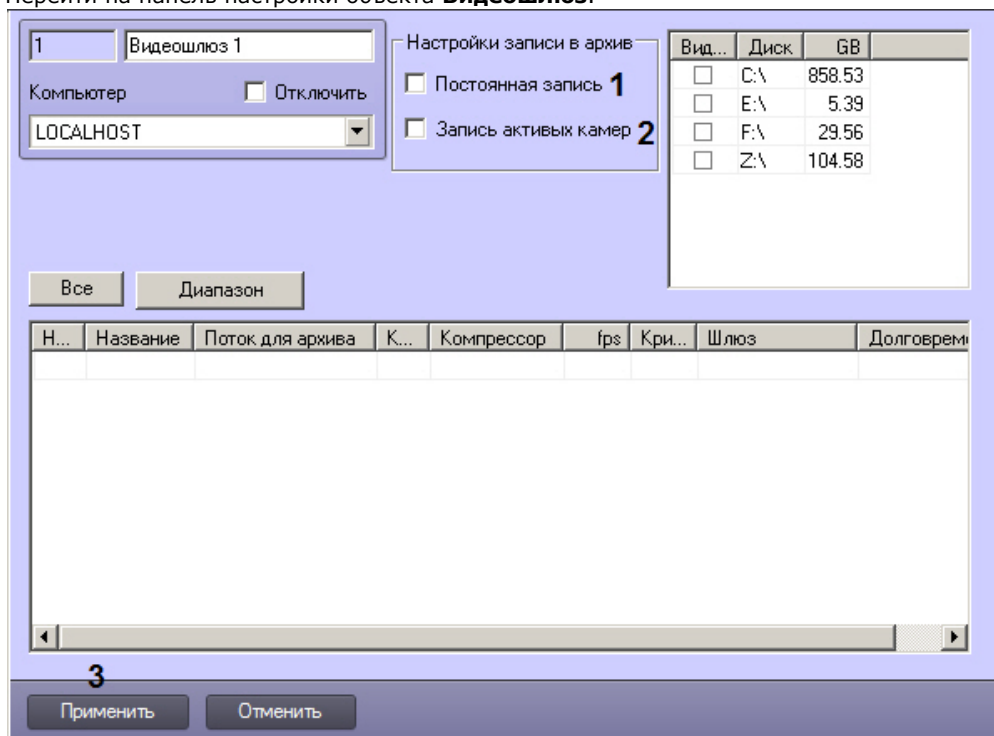 Перейти на панель настройки объекта Видеошлюз.
1 Видеошлюз 1
Компьютер Отключить
LOCALHOST
Настройки записи в архив
Постоянная запись 1
Запись активых камер 2
Вид... Диск GB
C:\ 858.53
E:\ 5.39
F:\ 29.56
Z:\ 104.58
Все Диапазон
Н... Название Поток для архива К... Компрессор fps Кри... Шлюз Долговрем
3
Применить Отменить